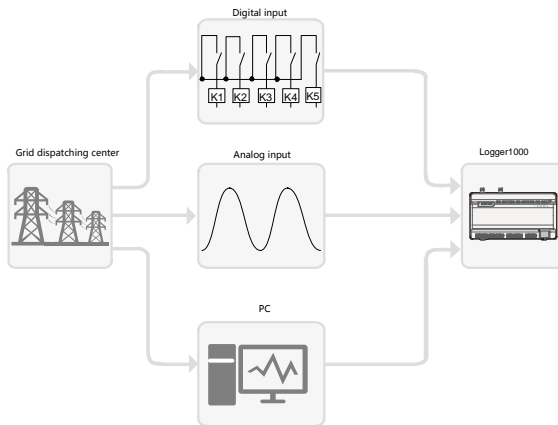 Digital input
K1 K2 K3 K4 K5
Grid dispatching center
Analog input
Logger1000
PC